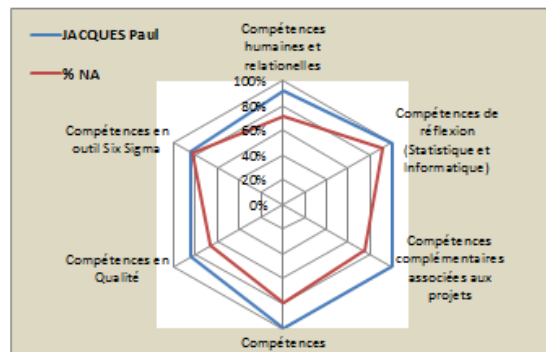 JACQUES Paul
% NA
Compétences
humaines et
relationelles
100%
80%
60%
40%
20%
0%
Compétences de
réflexion
(Statistique et
Informatique)
Compétences
complémentaires
associées aux
projets
Compétences
Compétences en
Qualité
Compétences en
outil Six Sigma